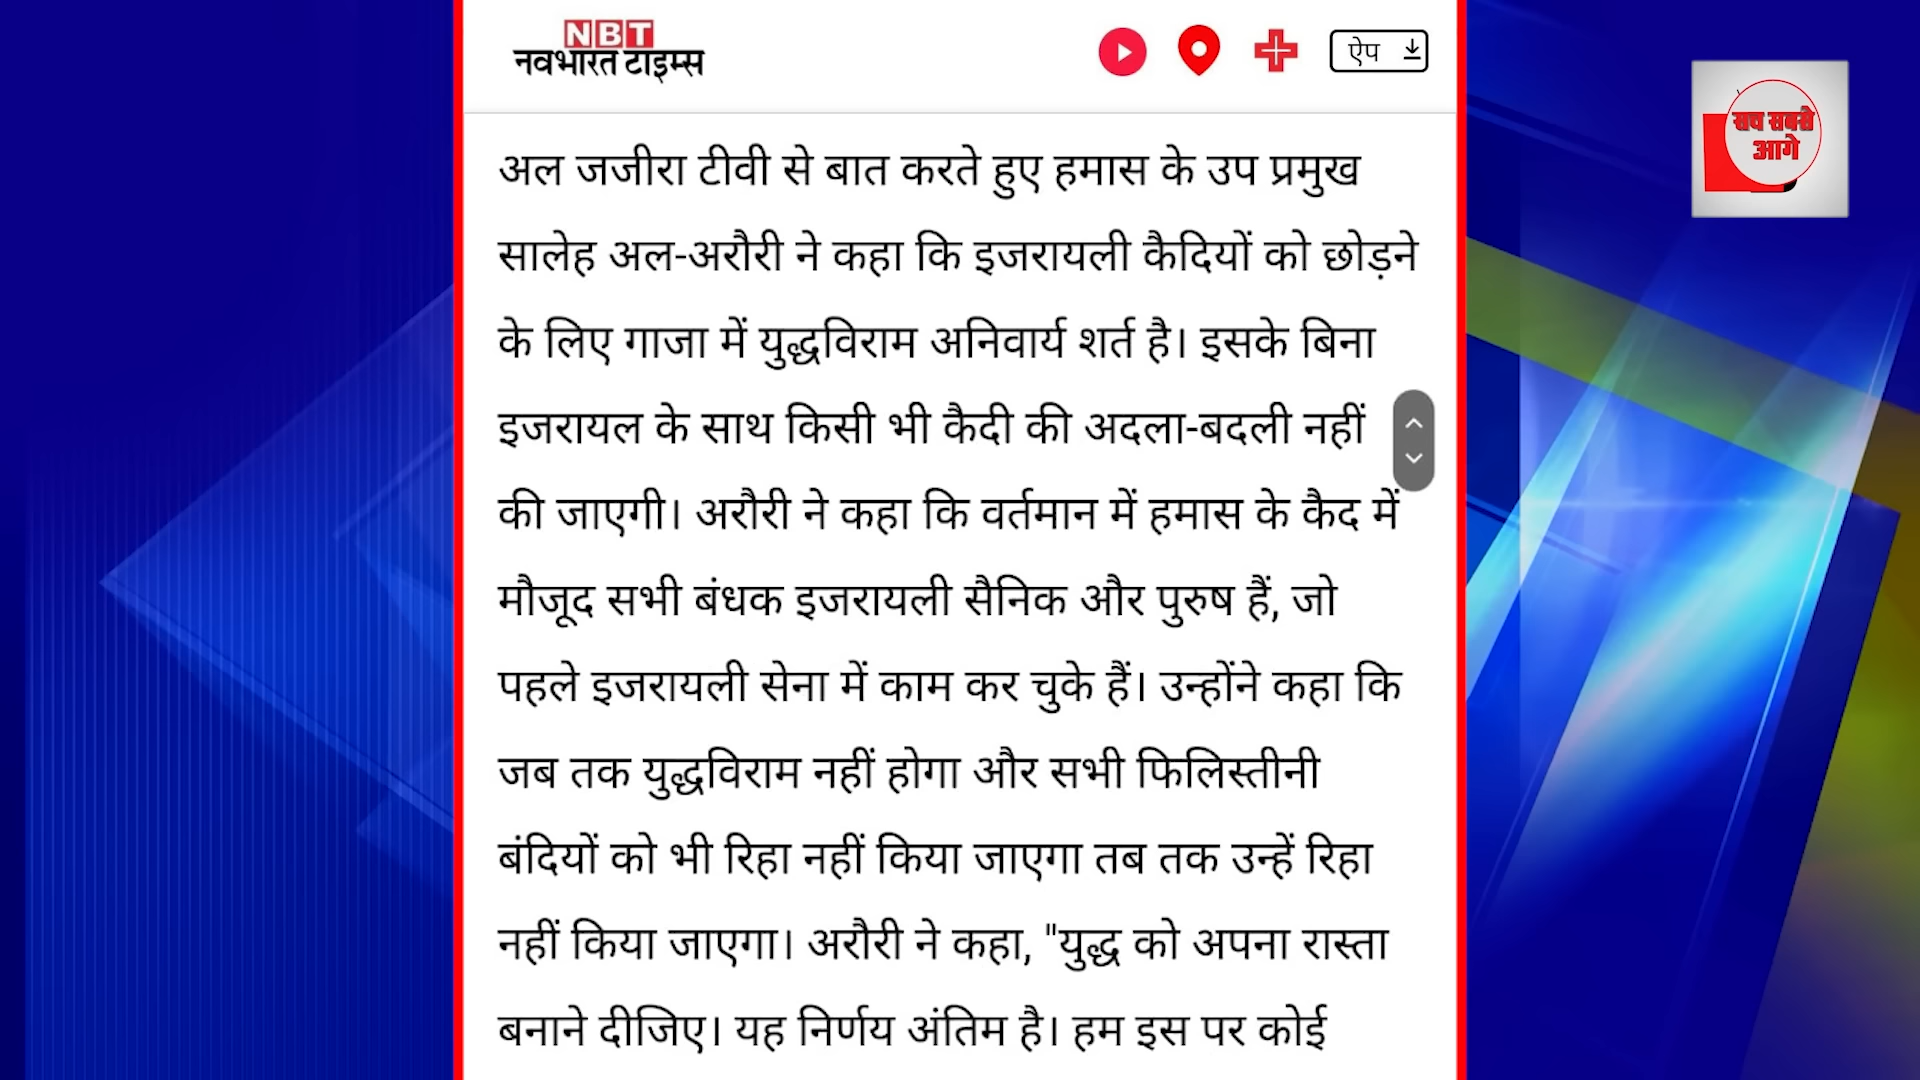 NBT
नवभारत टाइम्स
ऐप
सच सबसे
आगे
अल जजीरा टीवी से बात करते हुए हमास के उप प्रमुख
सालेह अल-अरौरी ने कहा कि इजरायली कैदियों को छोड़ने
के लिए गाजा में युद्धविराम अनिवार्य शर्त है। इसके बिना
इजरायल के साथ किसी भी कैदी की अदला-बदली नहीं
की जाएगी। अरौरी ने कहा कि वर्तमान में हमास के कैद में
मौजूद सभी बंधक इजरायली सैनिक और पुरुष हैं, जो
पहले इजरायली सेना में काम कर चुके हैं। उन्होंने कहा कि
जब तक युद्धविराम नहीं होगा और सभी फिलिस्तीनी
बंदियों को भी रिहा नहीं किया जाएगा तब तक उन्हें रिहा
नहीं किया जाएगा। अरौरी ने कहा, "युद्ध को अपना रास्ता
बनाने दीजिए। यह निर्णय अंतिम है। हम इस पर कोई